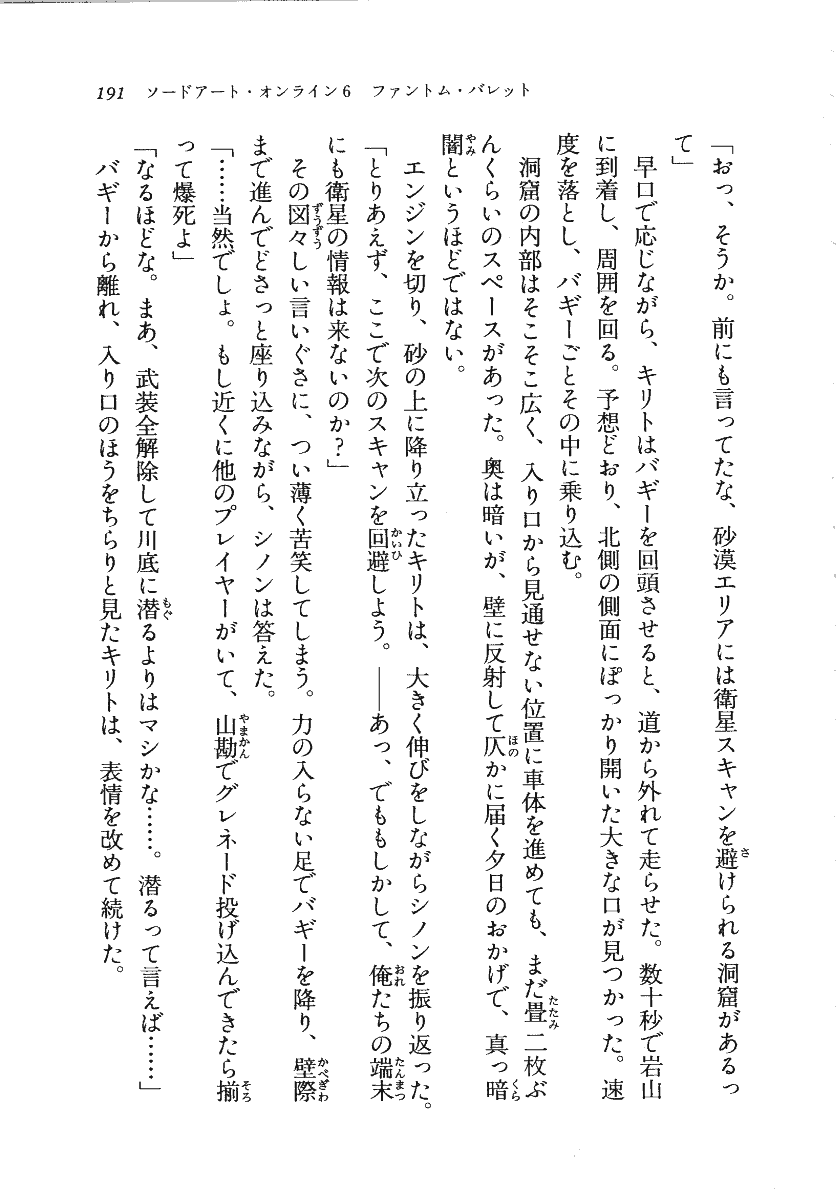 191　ソードアート・オンライン6　ファントム・バレット
「おっ、そうか。前にも言ってたな、砂漠エリアには衛星スキャンを避けられる洞窟があるっ
て」
　早口で応じながら、キリトはバギーを回頭させると、道から外れて走らせた。数十秒で岩山
に到着し、周囲を回る。予想どおり、北側の側面にぽっかり開いた大きな口が見つかった。速
度を落とし、バギーごとその中に乗り込む。
　洞窟の内部はそこそこ広く、入り口から見通せない位置に車体を進めても、まだ畳二枚ぶ
んくらいのスペースがあった。奥は暗いが、壁に反射して仄かに届く夕日のおかげで、真っ暗
闇というほどではない。
　エンジンを切り、砂の上に降り立ったキリトは、大きく伸びをしながらシノンを振り返った。
「とりあえず、ここで次のスキャンを回避しよう。――あっ、でももしかして、俺たちの端末
にも衛星の情報は来ないのか？」
　その図々しい言いぐさに、つい薄く苦笑してしまう。力の入らない足でバギーを降り、壁際
まで進んでどさっと座り込みながら、シノンは答えた。
「……当然でしょ。もし近くに他のプレイヤーがいて、山勘でグレネード投げ込んできたら揃
って爆死よ」
「なるほどな。まあ、武装全解除して川底に潜るよりはマシかな……。潜るって言えば……」
　バギーから離れ、入り口のほうをちらりと見たキリトは、表情を改めて続けた。